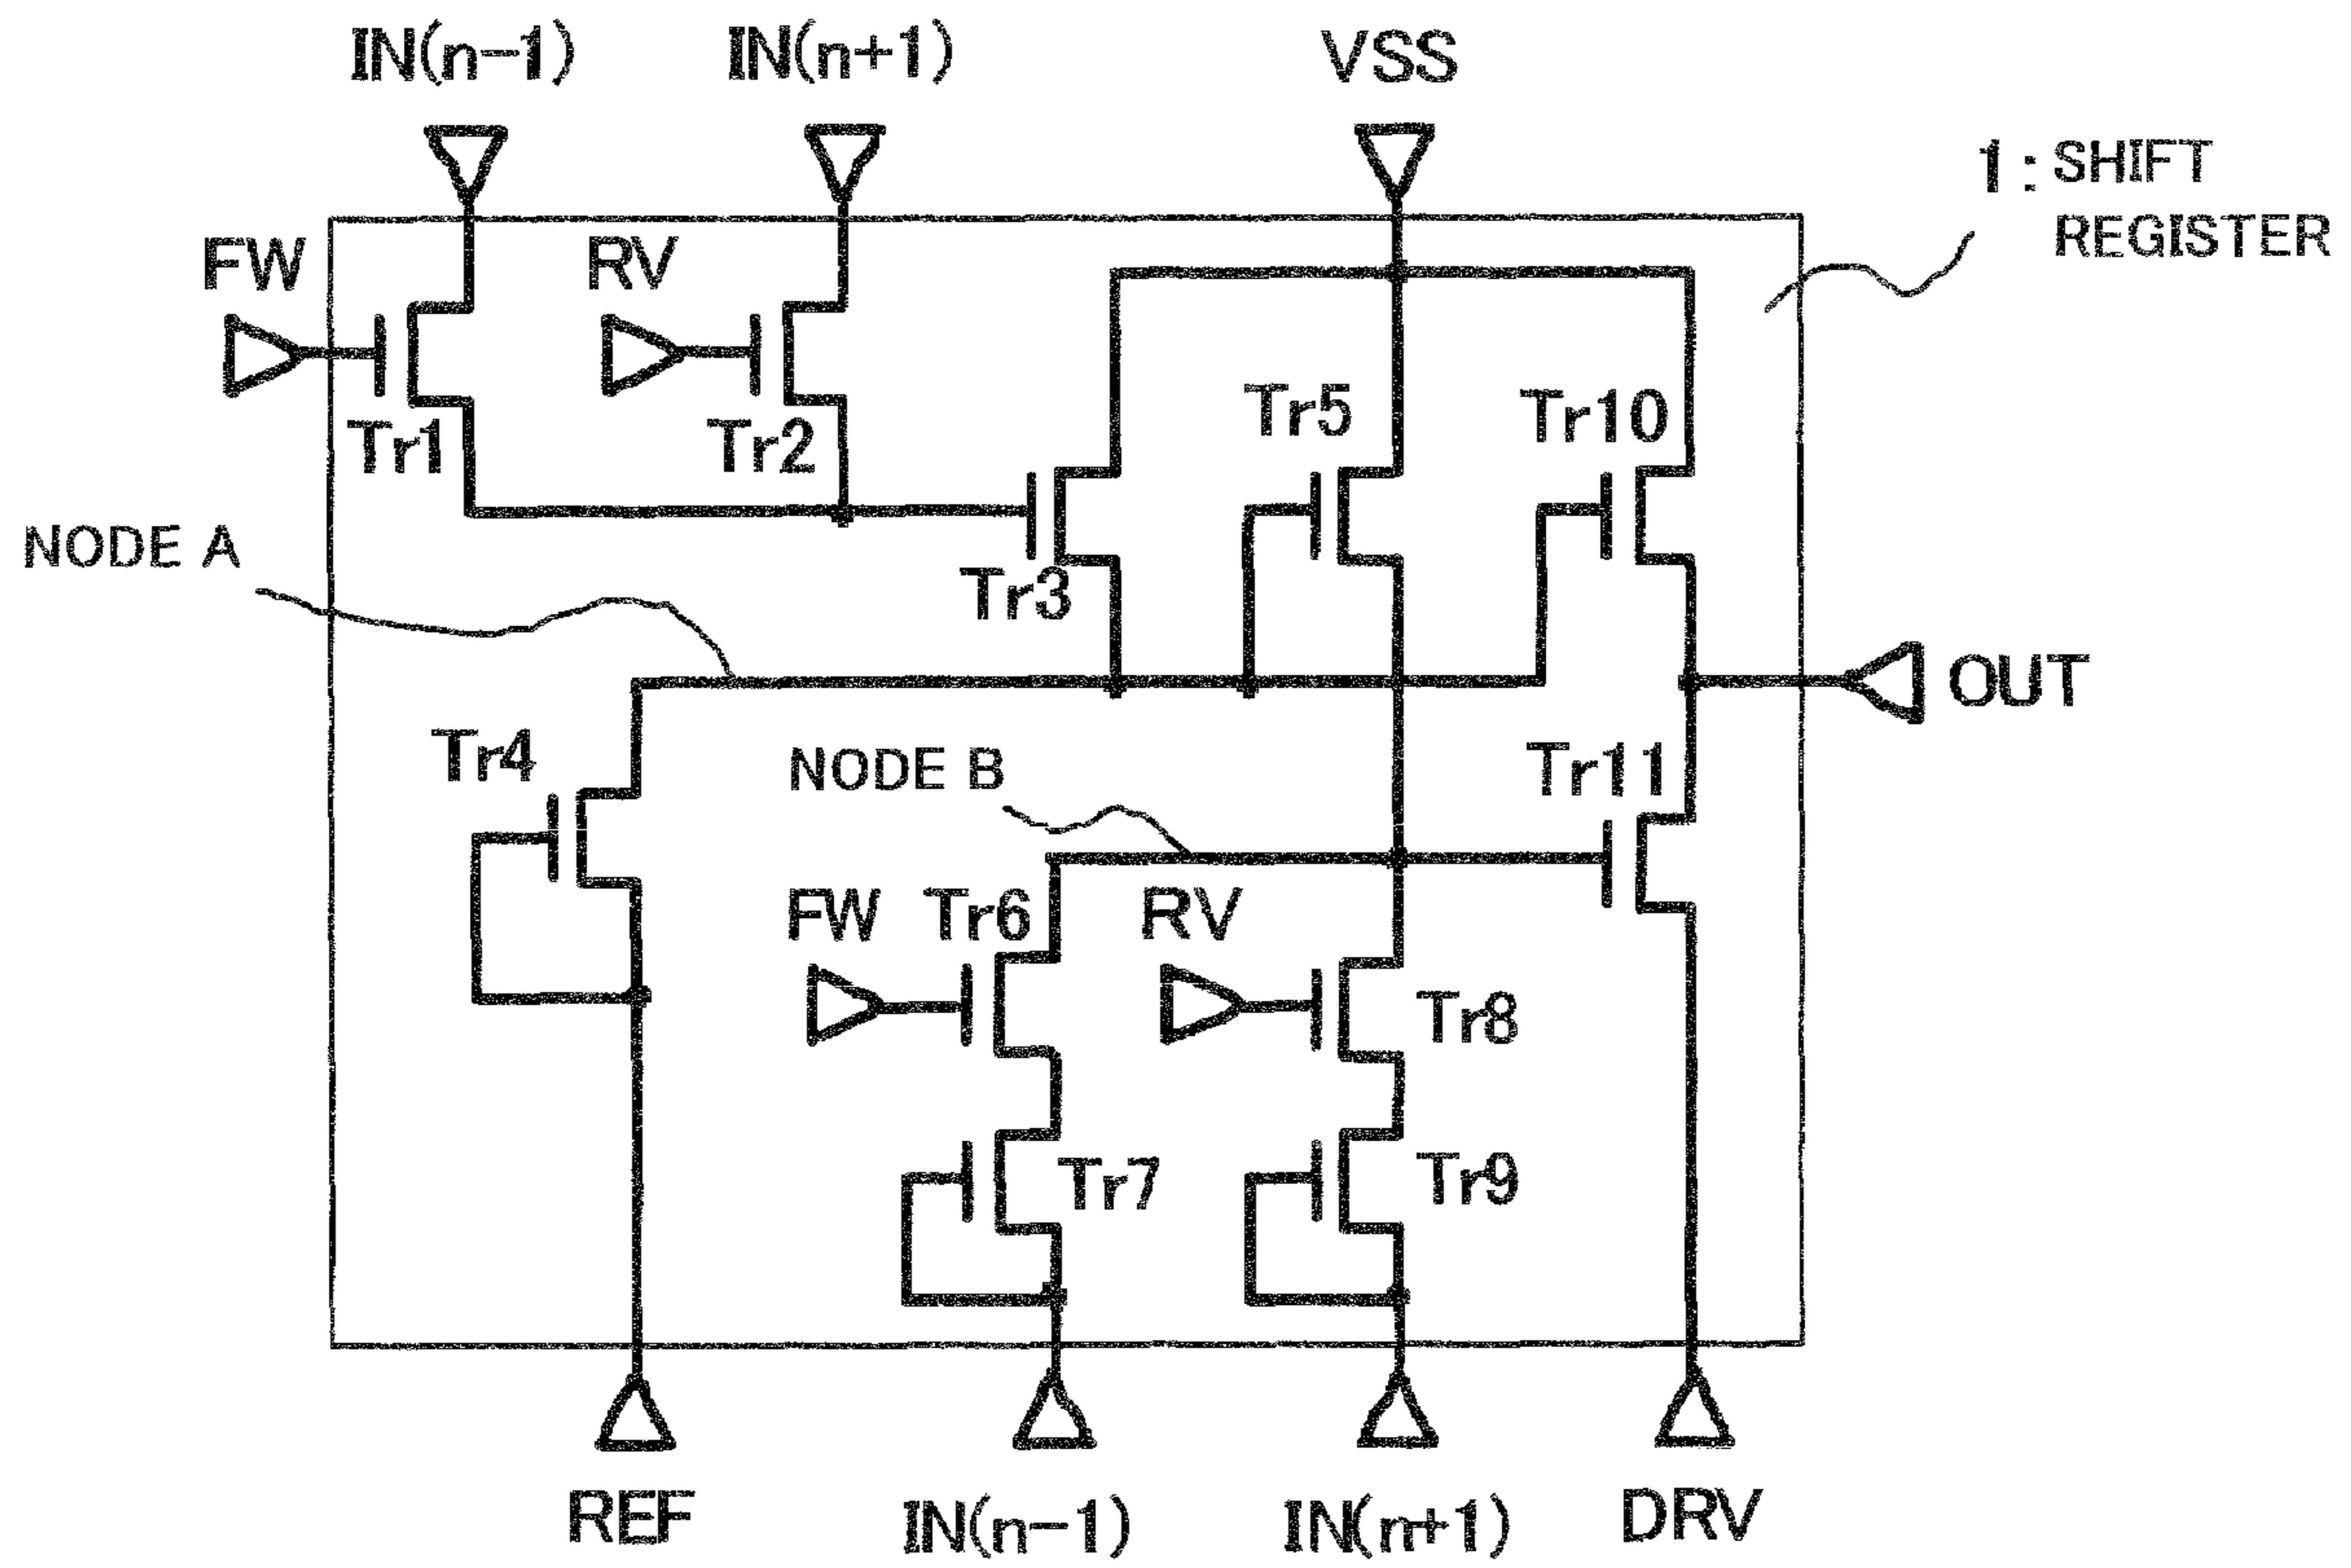 IN(n-1)
IN(n+1)
VSS
1: SHIFT
REGISTER
FW
RV
Tr1
Tr2
Tr5
Tr10
NODE A
Tr3
OUT
Tr4
NODE B
Tr11
FW
Tr6
RV
Tr8
Tr7
Tr9
REF
IN(n-1)
IN(n+1)
DRV